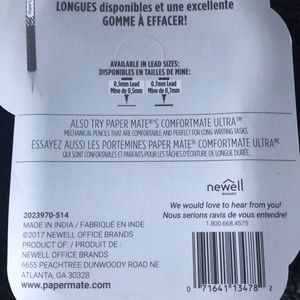 LONGUES disponibles et une excellente
GOMME À EFFACER!
AVAILABLE IN LEAD SIZES:
DISPONIBLES EN TAILLES DE MINE:
0.5mm Lead 0.7mm Lead
Mine de 0,5mm Mine de 0,7mm
ALSO TRY PAPER MATE®'S COMFORTMATE ULTRA™
MECHANICAL PENCILS THAT ARE COMFORTABLE AND PERFECT FOR LONG WRITING TASKS.
ESSAYEZ AUSSI LES PORTEMINES PAPER MATE® COMFORTMATE ULTRAMC
QUI SONT CONFORTABLES ET PARFAITS POUR LES TÂCHES D'ÉCRITURE DE LONGUE DURÉE.
newell
BRANDS
We would love to hear from you!
Nous serions ravis de vous entendre!
1.800.668.4575
2023970-514
MADE IN INDIA / FABRIQUÉ EN INDE
©2017 NEWELL OFFICE BRANDS
PRODUCT OF. / PRODUIT DE:
NEWELL OFFICE BRANDS
6655 PEACHTREE DUNWOODY ROAD NE
ATLANTA, GA 30328
www.papermate.com
0 71641 13478 2